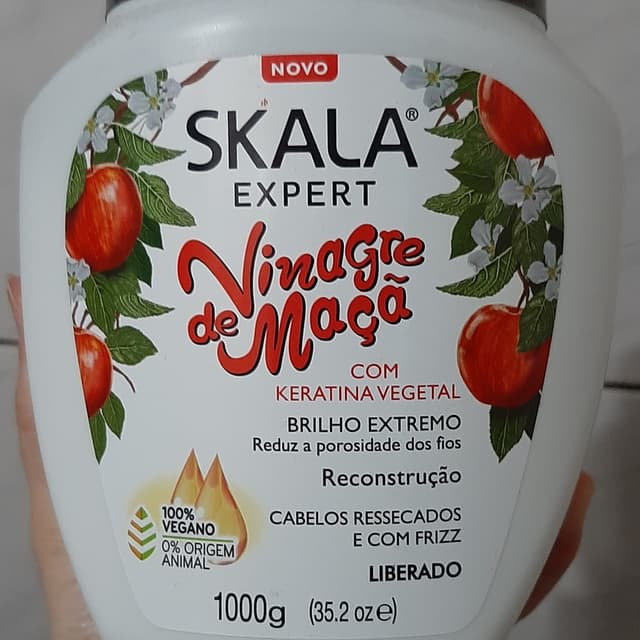 NOVO
SKALA®
EXPERT
Vinagre
de Maçã
COM
KERATINA VEGETAL
BRILHO EXTREMO
Reduz a porosidade dos fios
Reconstrução
CABELOS RESSECADOS
E COM FRIZZ
LIBERADO
100%
VEGANO
0% ORIGEM
ANIMAL
1000g (35.2 oz e)